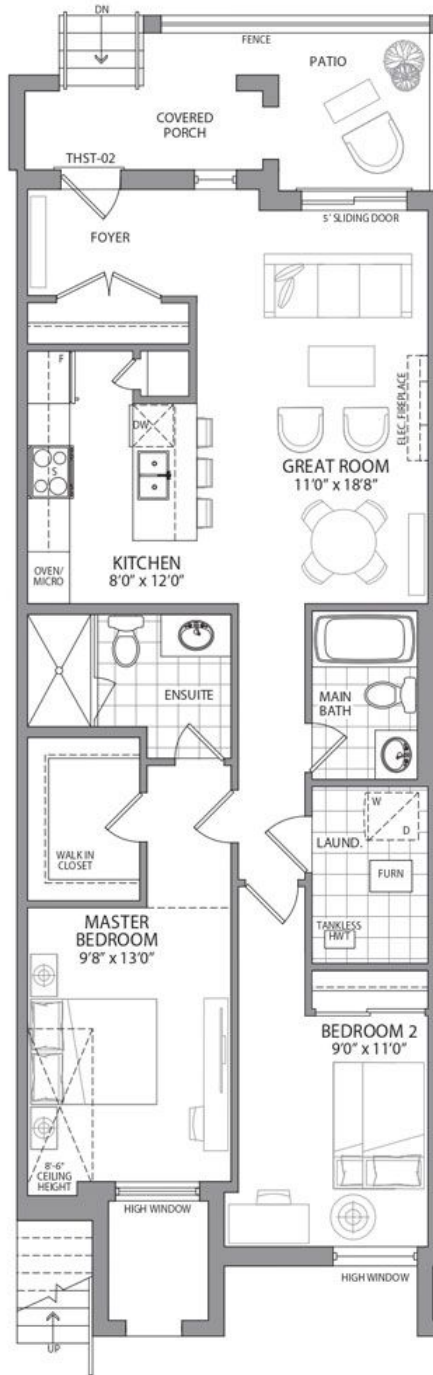 DN
FENCE
PATIO
COVERED
PORCH
THST-02
5' SLIDING DOOR
FOYER
F
ELEC. FIREPLACE
DW
S
GREAT ROOM
11'0" x 18'8"
KITCHEN
8'0" x 12'0"
OVEN/
MICRO
ENSUITE
MAIN
BATH
W
D
LAUND.
FURN
WALK IN
CLOSET
TANKLESS
HWT
MASTER
BEDROOM
9'8" x 13'0"
BEDROOM 2
9'0" x 11'0"
8'-6"
CEILING
HEIGHT
HIGH WINDOW
HIGH WINDOW
UP